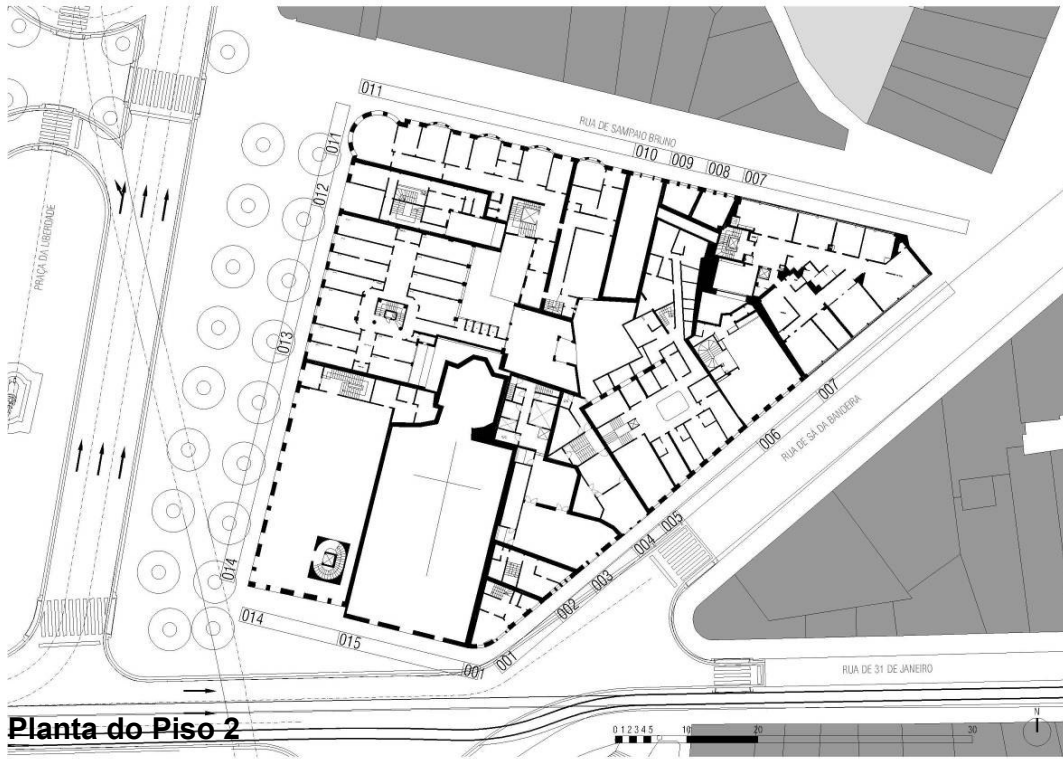 011
RUA DE SAMPAIO BRUNO
010
009
008
007
011
012
PRAÇA DA LIBERDADE
013
007
006
RUA DE SÁ DA BANDEIRA
005
004
014
003
002
014
015
001
001
RUA DE 31 DE JANEIRO
Planta do Piso 2
0 1 2 3 4 5 10 20 30
N